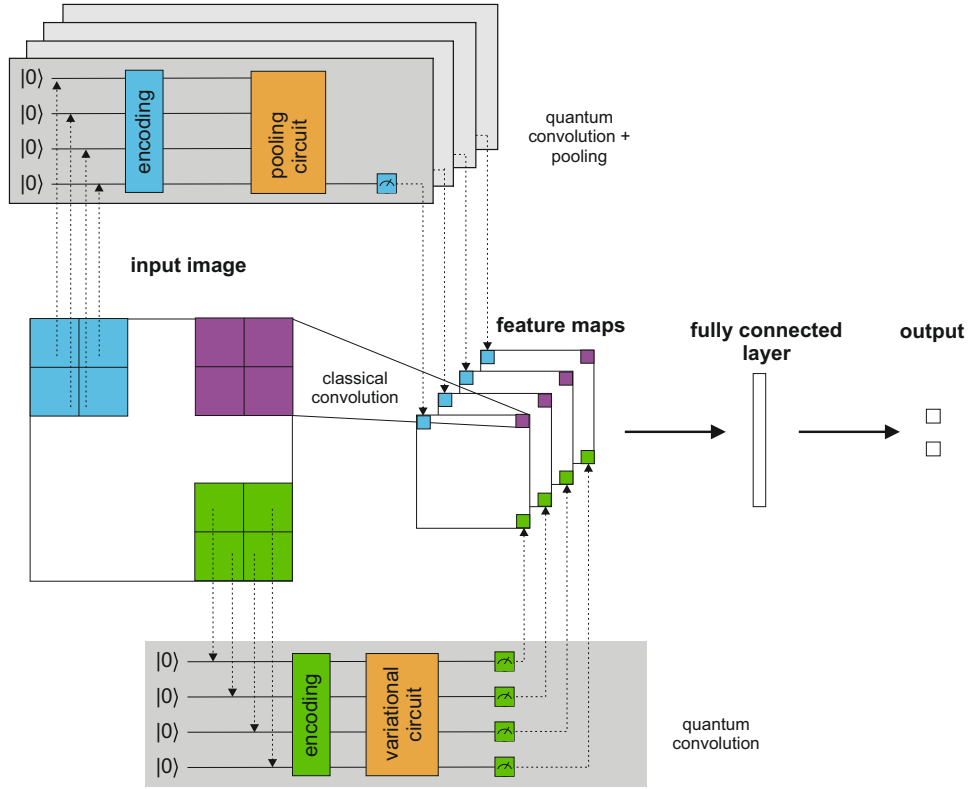 |0⟩
|0⟩
|0⟩
|0⟩
encoding
pooling
circuit
quantum
convolution +
pooling
input image
classical
convolution
feature maps
fully connected
layer
output
|0⟩
|0⟩
|0⟩
|0⟩
encoding
variational
circuit
quantum
convolution